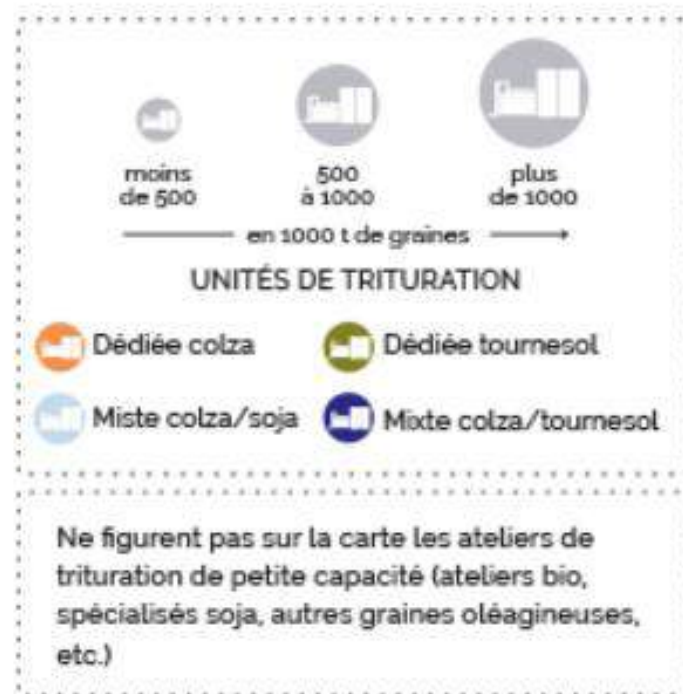 moins de 500
500 à 1000
plus de 1000
en 1000 t de graines
UNITÉS DE TRITURATION
Dédiée colza
Dédiée tournesol
Miste colza/soja
Mixte colza/tournesol
Ne figurent pas sur la carte les ateliers de
trituration de petite capacité (ateliers bio,
spécialisés soja, autres graines oléagineuses,
etc.)